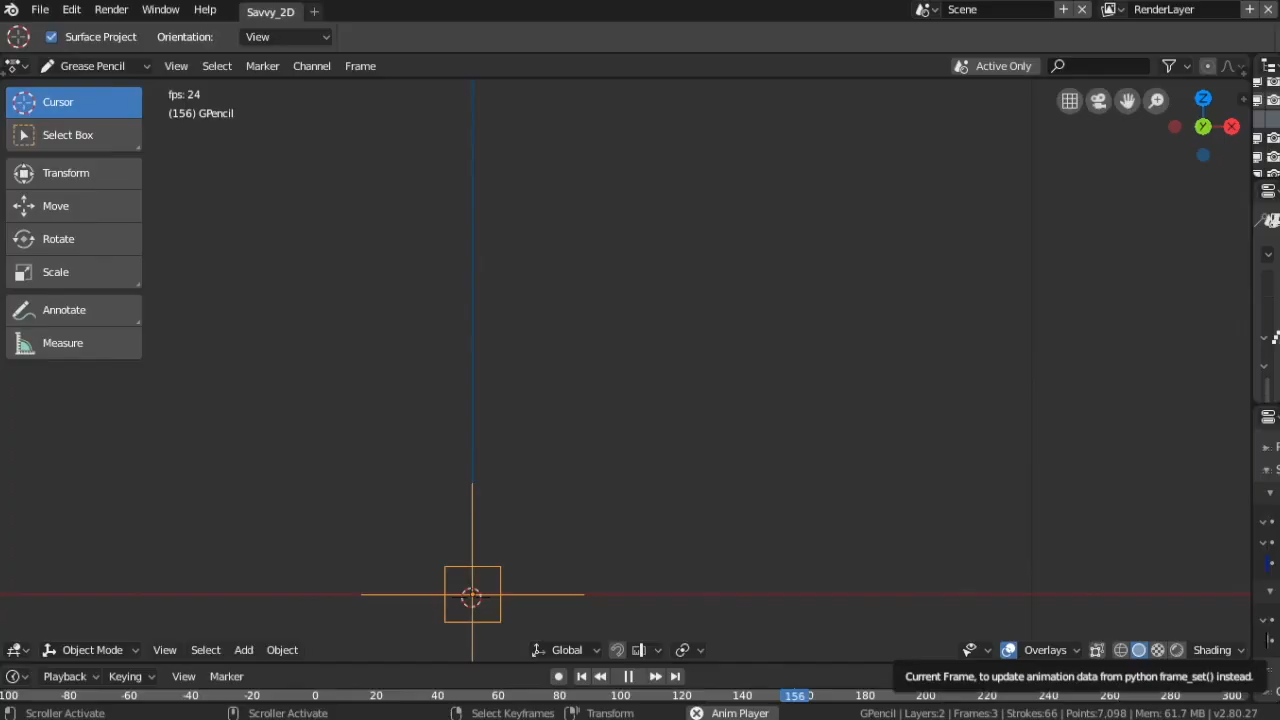 File Edit Render Window Help Savvy_2D Scene RenderLayer
Surface Project Orientation: View
Grease Pencil View Select Marker Channel Frame Active Only
Cursor
Select Box
Transform
Move
Rotate
Scale
Annotate
Measure
fps: 24
(156) GPencil
Z
Y X
Object Mode View Select Add Object Global Overlays Shading
Current Frame, to update animation data from python frame_set() instead.
Playback Keying View Marker
-100 -80 -60 -40 -20 0 20 40 60 80 100 120 140 156 180 200 220 240 260 280 300
Scroller Activate Scroller Activate Select Keyframes Transform Anim Player GPencil | Layers:2 | Frames:3 | Strokes:66 | Points:7,098 | Mem: 61.7 MB | v2.80.27